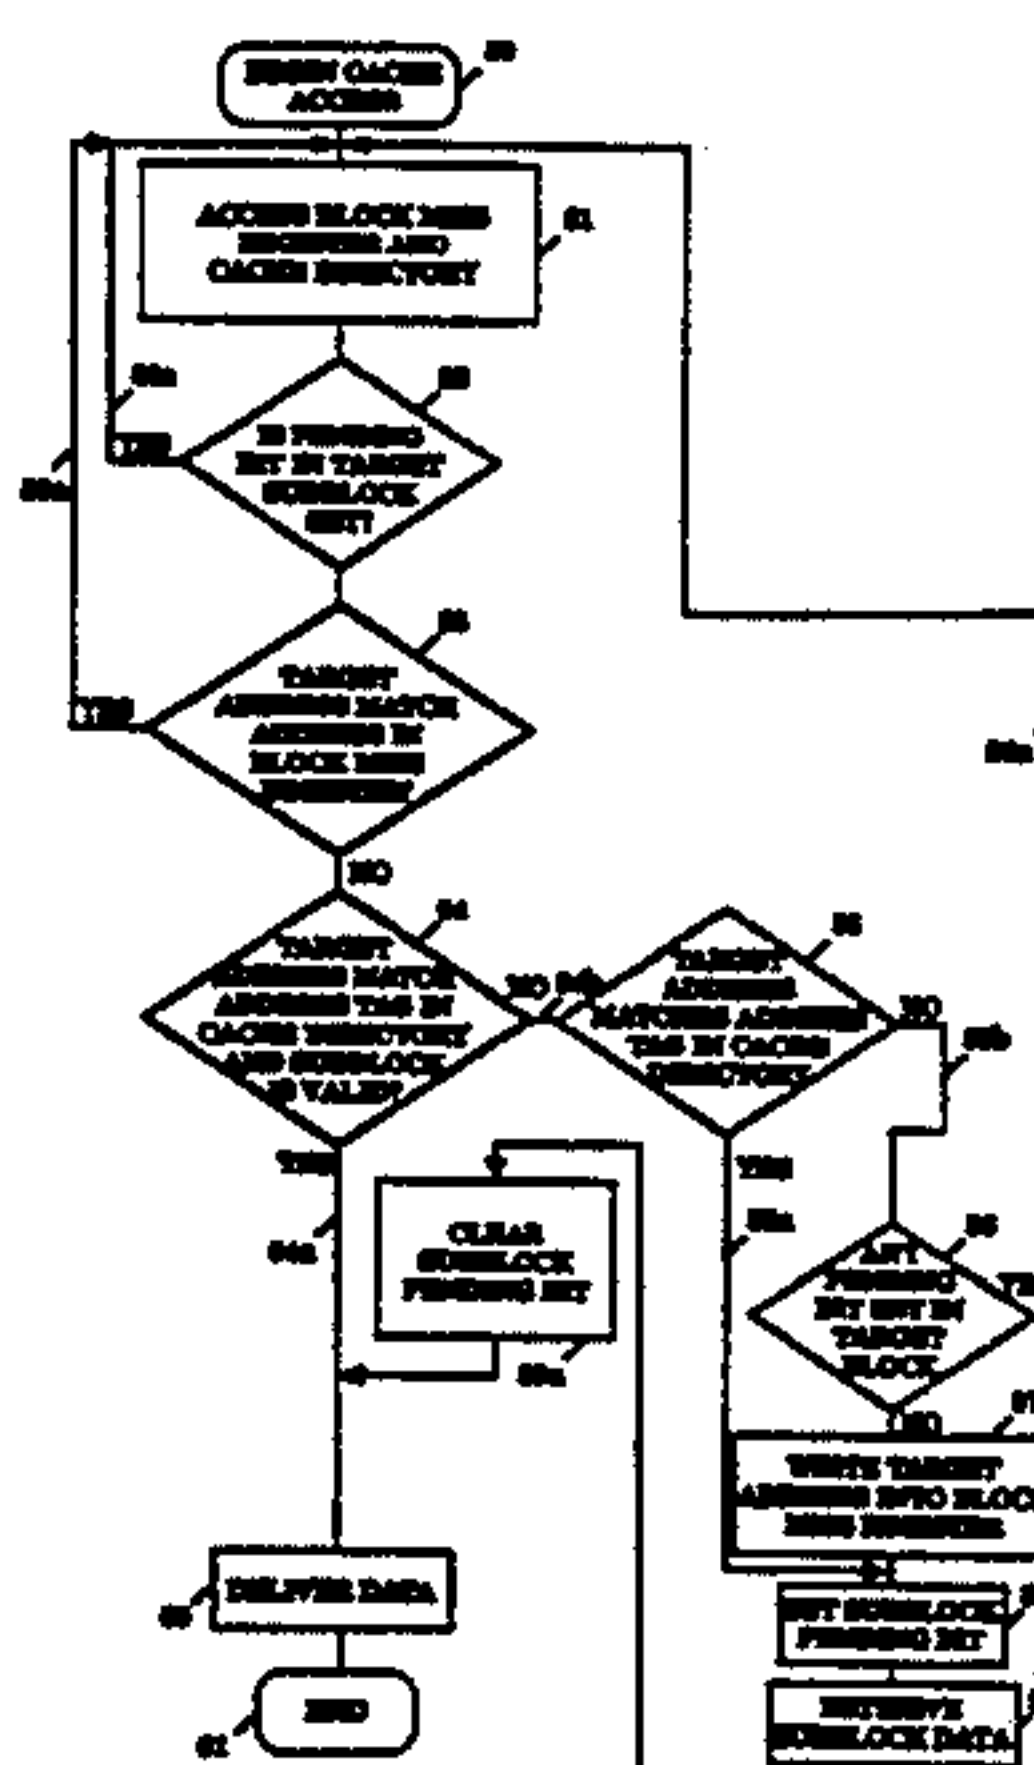 BEGIN CACHE
ACCESS
ACCESS BLOCK MISS
REGISTER AND
CACHE DIRECTORY
IS PENDING
BIT IN TARGET
SUBBLOCK
SET?
YES
TARGET
ADDRESS MATCH
ADDRESS IN
BLOCK MISS
REGISTER?
YES
NO
TARGET
ADDRESS MATCH
ADDRESS TAG IN
CACHE DIRECTORY
AND SUBBLOCK
IS VALID?
NO
YES
TARGET
ADDRESS
MATCHES ADDRESS
TAG IN CACHE
DIRECTORY
NO
YES
CLEAR
SUBBLOCK
PENDING BIT
ANY
PENDING
BIT SET IN
TARGET
BLOCK
NO
WRITE TARGET
ADDRESS INTO BLOCK
MISS REGISTER
SET SUBBLOCK
PENDING BIT
RETRIEVE
SUBBLOCK DATA
DELIVER DATA
END